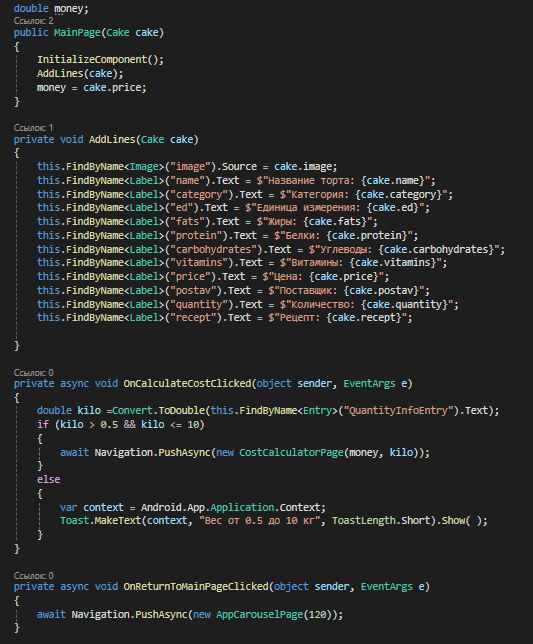 double money;
Ссылок: 2
public MainPage(Cake cake)
{
InitializeComponent();
AddLines(cake);
money = cake.price;
}
Ссылок: 1
private void AddLines(Cake cake)
{
this.FindByName<Image>("image").Source = cake.image;
this.FindByName<Label>("name").Text = $"Название торта: {cake.name}";
this.FindByName<Label>("category").Text = $"Категория: {cake.category}";
this.FindByName<Label>("ed").Text = $"Единица измерения: {cake.ed}";
this.FindByName<Label>("fats").Text = $"Жиры: {cake.fats}";
this.FindByName<Label>("protein").Text = $"Белки: {cake.protein}";
this.FindByName<Label>("carbohydrates").Text = $"Углеводы: {cake.carbohydrates}";
this.FindByName<Label>("vitamins").Text = $"Витамины: {cake.vitamins}";
this.FindByName<Label>("price").Text = $"Цена: {cake.price}";
this.FindByName<Label>("postav").Text = $"Поставщик: {cake.postav}";
this.FindByName<Label>("quantity").Text = $"Количество: {cake.quantity}";
this.FindByName<Label>("recept").Text = $"Рецепт: {cake.recept}";
}
Ссылок: 0
private async void OnCalculateCostClicked(object sender, EventArgs e)
{
double kilo =Convert.ToDouble(this.FindByName<Entry>("QuantityInfoEntry").Text);
if (kilo > 0.5 && kilo <= 10)
{
await Navigation.PushAsync(new CostCalculatorPage(money, kilo));
}
else
{
var context = Android.App.Application.Context;
Toast.MakeText(context, "Вес от 0.5 до 10 кг", ToastLength.Short).Show( );
}
}
Ссылок: 0
private async void OnReturnToMainPageClicked(object sender, EventArgs e)
{
await Navigation.PushAsync(new AppCarouselPage(120));
}